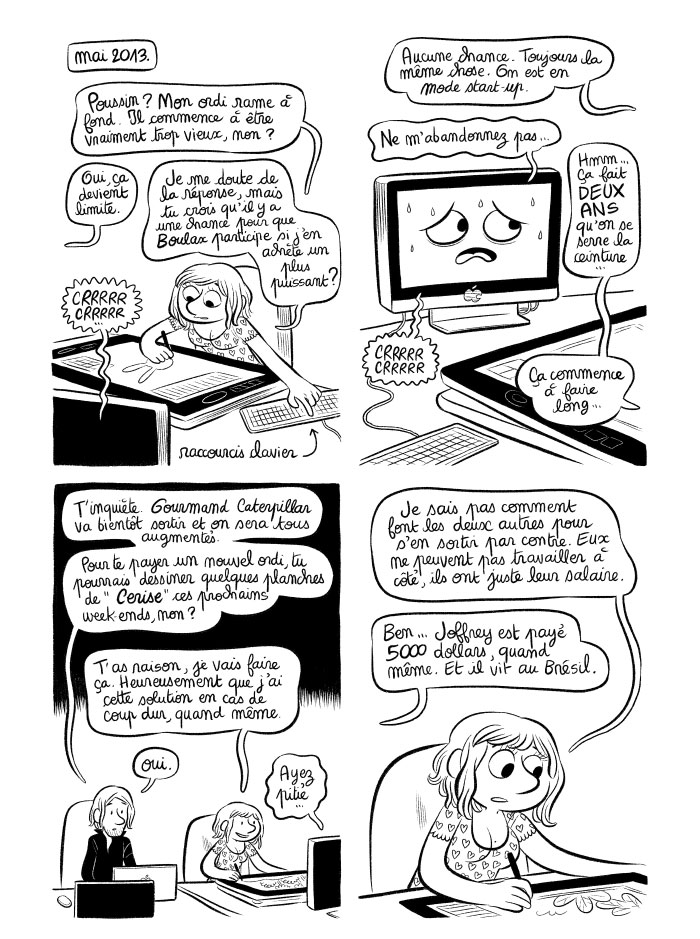 mai 2013.
Poussin ? Mon ordi rame à
fond. Il commence à être
vraiment trop vieux, non ?
Oui, ça
devient
limite.
Je me doute de
la réponse, mais
tu crois qu'il y a
une chance pour que
Boulax participe si j'en
achète un
plus
puissant?
CRRRRR
CRRRRR
...
raccourcis clavier
Aucune chance. Toujours la
même chose. On est en
mode start-up.
Ne m'abandonnez pas...
Hmm...
Ça fait
DEUX
ANS
qu'on se
serre la
ceinture
...
CRRRR
CRRRRR
Ça commence
à faire
long...
T'inquiète. Gourmand Caterpillar
va bientôt sortir et on sera tous
augmentés.
Pour te payer un nouvel ordi, tu
pourrais dessiner quelques planches
de "Cerise" ces prochains
week-ends, non ?
T'as raison, je vais faire
ça. Heureusement que j'ai
cette solution en cas de
coup dur, quand même.
oui.
Ayez
pitié
...
Je sais pas comment
font les deux autres pour
s'en sortir par contre. Eux
ne peuvent pas travailler à
côté, ils ont juste leur salaire.
Ben... Joffrey est payé
5000 dollars, quand
même. Et il vit au Brésil.